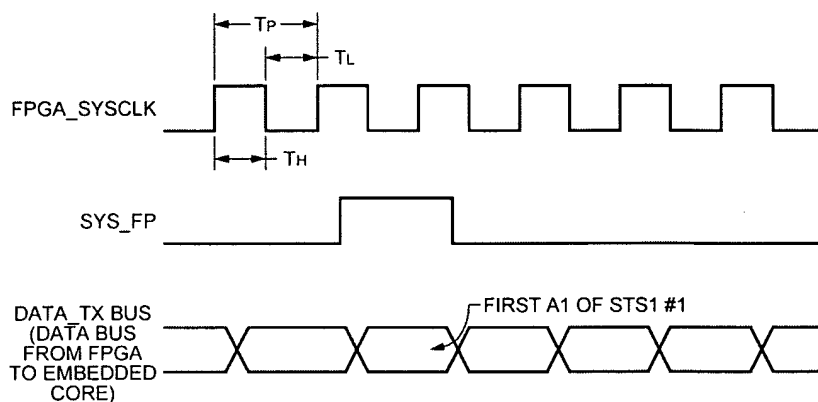 TP
TL
FPGA_SYSCLK
TH
SYS_FP
FIRST A1 OF STS1 #1
DATA_TX BUS
(DATA BUS
FROM FPGA
TO EMBEDDED
CORE)